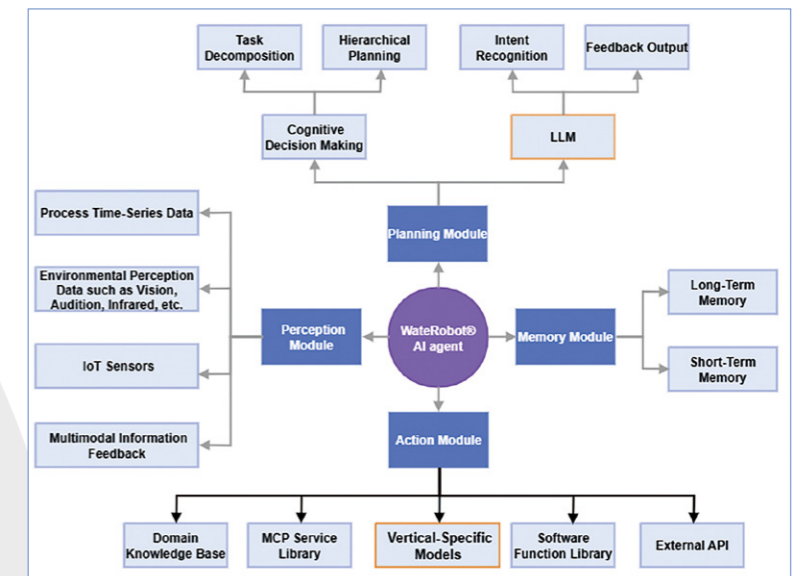 Task
Decomposition
Hierarchical
Planning
Intent
Recognition
Feedback Output
Cognitive
Decision Making
LLM
Process Time-Series Data
Planning Module
Environmental Perception
Data such as Vision,
Audition, Infrared, etc.
Long-Term
Memory
Perception
Module
WateRobot®
AI agent
Memory Module
IoT Sensors
Short-Term
Memory
Multimodal Information
Feedback
Action Module
Domain
Knowledge Base
MCP Service
Library
Vertical-Specific
Models
Software
Function Library
External API